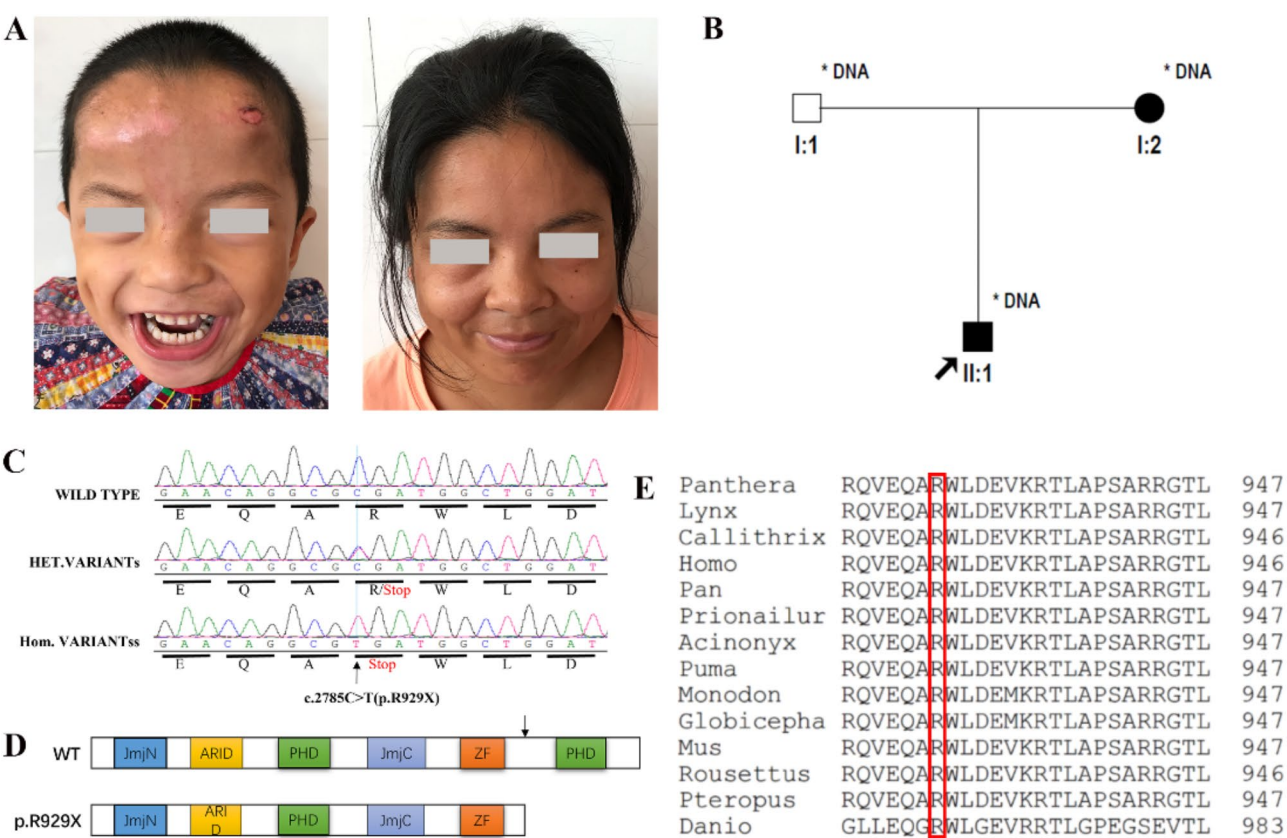 A
B
* DNA
* DNA
I:1
I:2
* DNA
II:1
C
WILD TYPE
G A A C A G G C G C G A T G G C T G G A T
E Q A R W L D
HET.VARIANTs
G A A C A G G C G C G A T G G C T G G A T
E Q A R/Stop W L D
Hom. VARIANTss
G A A C A G G C G T G A T G G C T G G A T
E Q A Stop W L D
c.2785C>T(p.R929X)
D
WT JmjN ARID PHD JmjC ZF PHD
p.R929X JmjN ARI
D PHD JmjC ZF
E
Panthera RQVEQARWLDEVKRTLAPSARRGTL 947
Lynx RQVEQARWLDEVKRTLAPSARRGTL 947
Callithrix RQVEQARWLDEVKRTLAPSARRGTL 946
Homo RQVEQARWLDEVKRTLAPSARRGTL 946
Pan RQVEQARWLDEVKRTLAPSARRGTL 947
Prionailur RQVEQARWLDEVKRTLAPSARRGTL 947
Acinonyx RQVEQARWLDEVKRTLAPSARRGTL 947
Puma RQVEQARWLDEVKRTLAPSARRGTL 947
Monodon RQVEQARWLDEMKRTLAPSARRGTL 947
Globicepha RQVEQARWLDEMKRTLAPSARRGTL 947
Mus RQVEQARWLDEVKRTLAPSARRGTL 947
Rousettus RQVEQARWLDEVKRTLAPSARRGTL 946
Pteropus RQVEQARWLDEVKRTLAPSARRGTL 947
Danio GLLEQGRWLGEVRRTLGPEGSEVTL 983